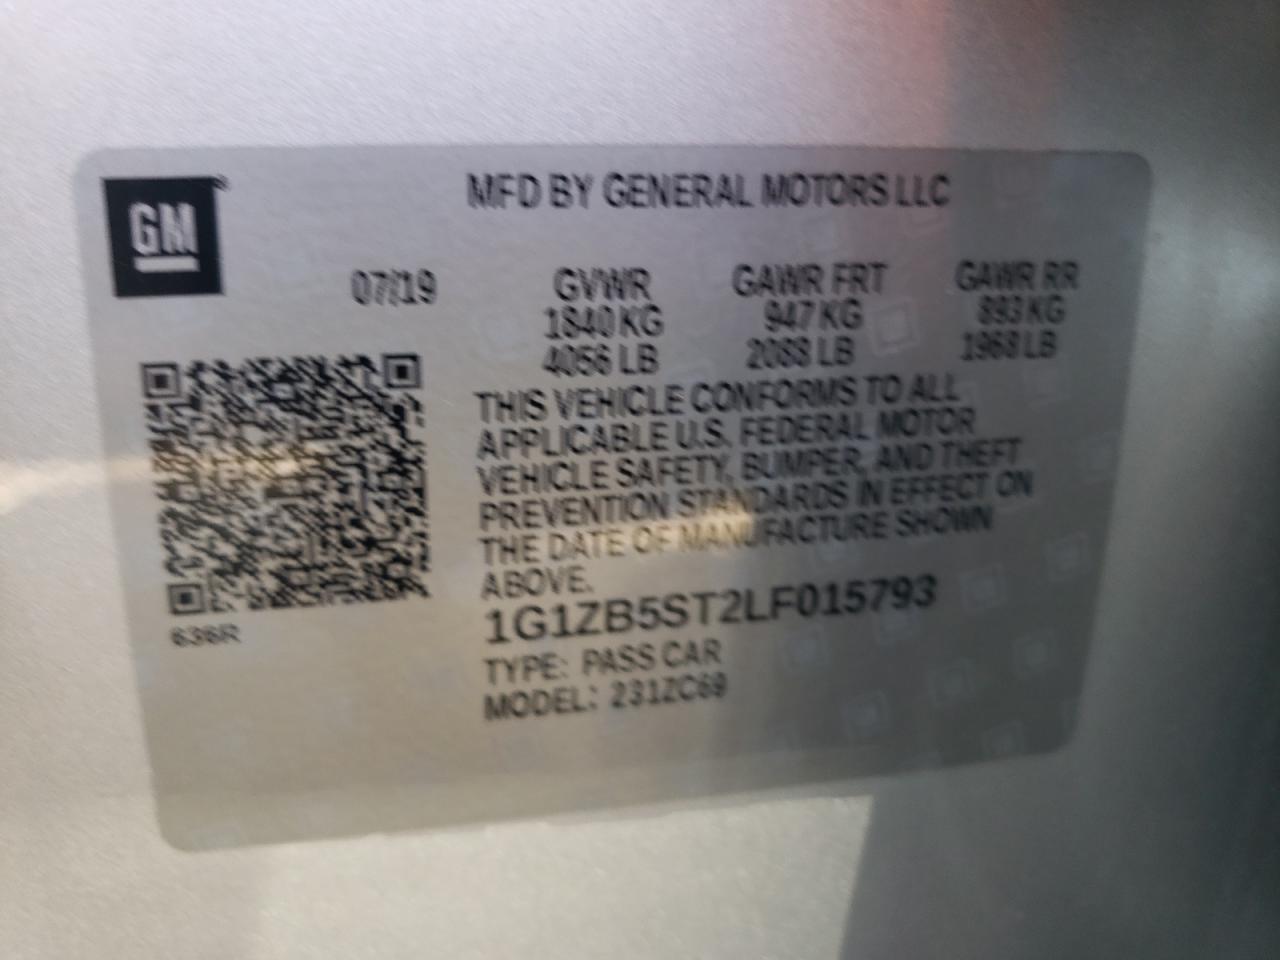 GM
MFD BY GENERAL MOTORS LLC
07/19 GVWR GAWR FRT GAWR RR
1840 KG 947 KG 893 KG
4056 LB 2088 LB 1968 LB
THIS VEHICLE CONFORMS TO ALL
APPLICABLE U.S. FEDERAL MOTOR
VEHICLE SAFETY, BUMPER, AND THEFT
PREVENTION STANDARDS IN EFFECT ON
THE DATE OF MANUFACTURE SHOWN
ABOVE.
1G1ZB5ST2LF015793
636R
TYPE: PASS CAR
MODEL: 231ZC69